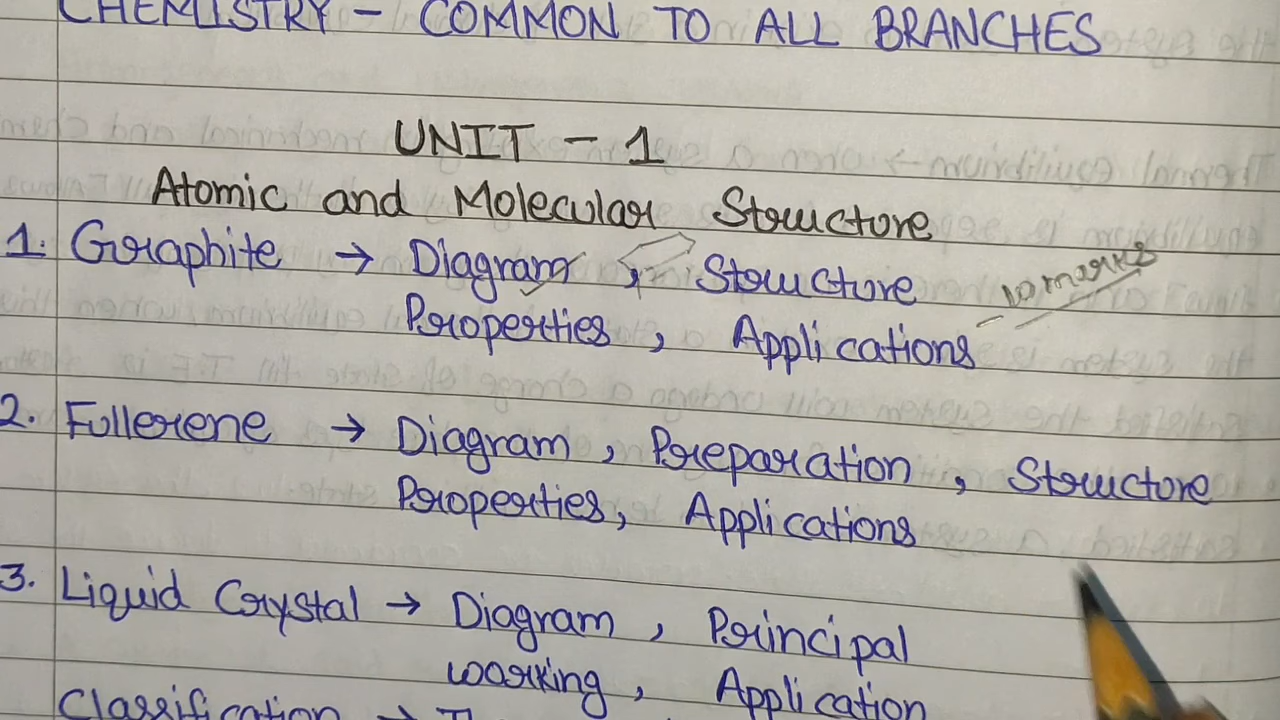 CHEMISTRY - COMMON TO ALL BRANCHES
UNIT - 1
Atomic and Molecular Structure
1. Graphite → Diagram, Structure 10 marks
Properties, Applications
2. Fullerene → Diagram, Preparation, Structure
Properties, Applications
3. Liquid Crystal → Diagram, Principal
working, Application
Classification →